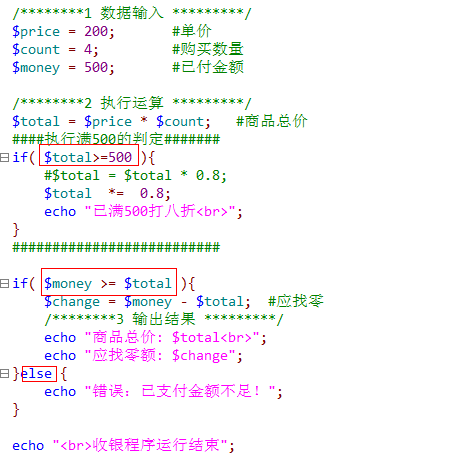 /********1 数据输入 *********/
$price = 200;       #单价
$count = 4;         #购买数量
$money = 500;       #已付金额
/********2 执行运算 *********/
$total = $price * $count;   #商品总价
####执行满500的判定#######
if( $total>=500 ){
    #$total = $total * 0.8;
    $total  *=  0.8;
    echo "已满500打八折<br>";
}
##########################
if( $money >= $total ){
    $change = $money - $total;  #应找零
    /********3 输出结果 *********/
    echo "商品总价: $total<br>";
    echo "应找零额: $change";
}else {
    echo "错误: 已支付金额不足! ";
}
echo "<br>收银程序运行结束";